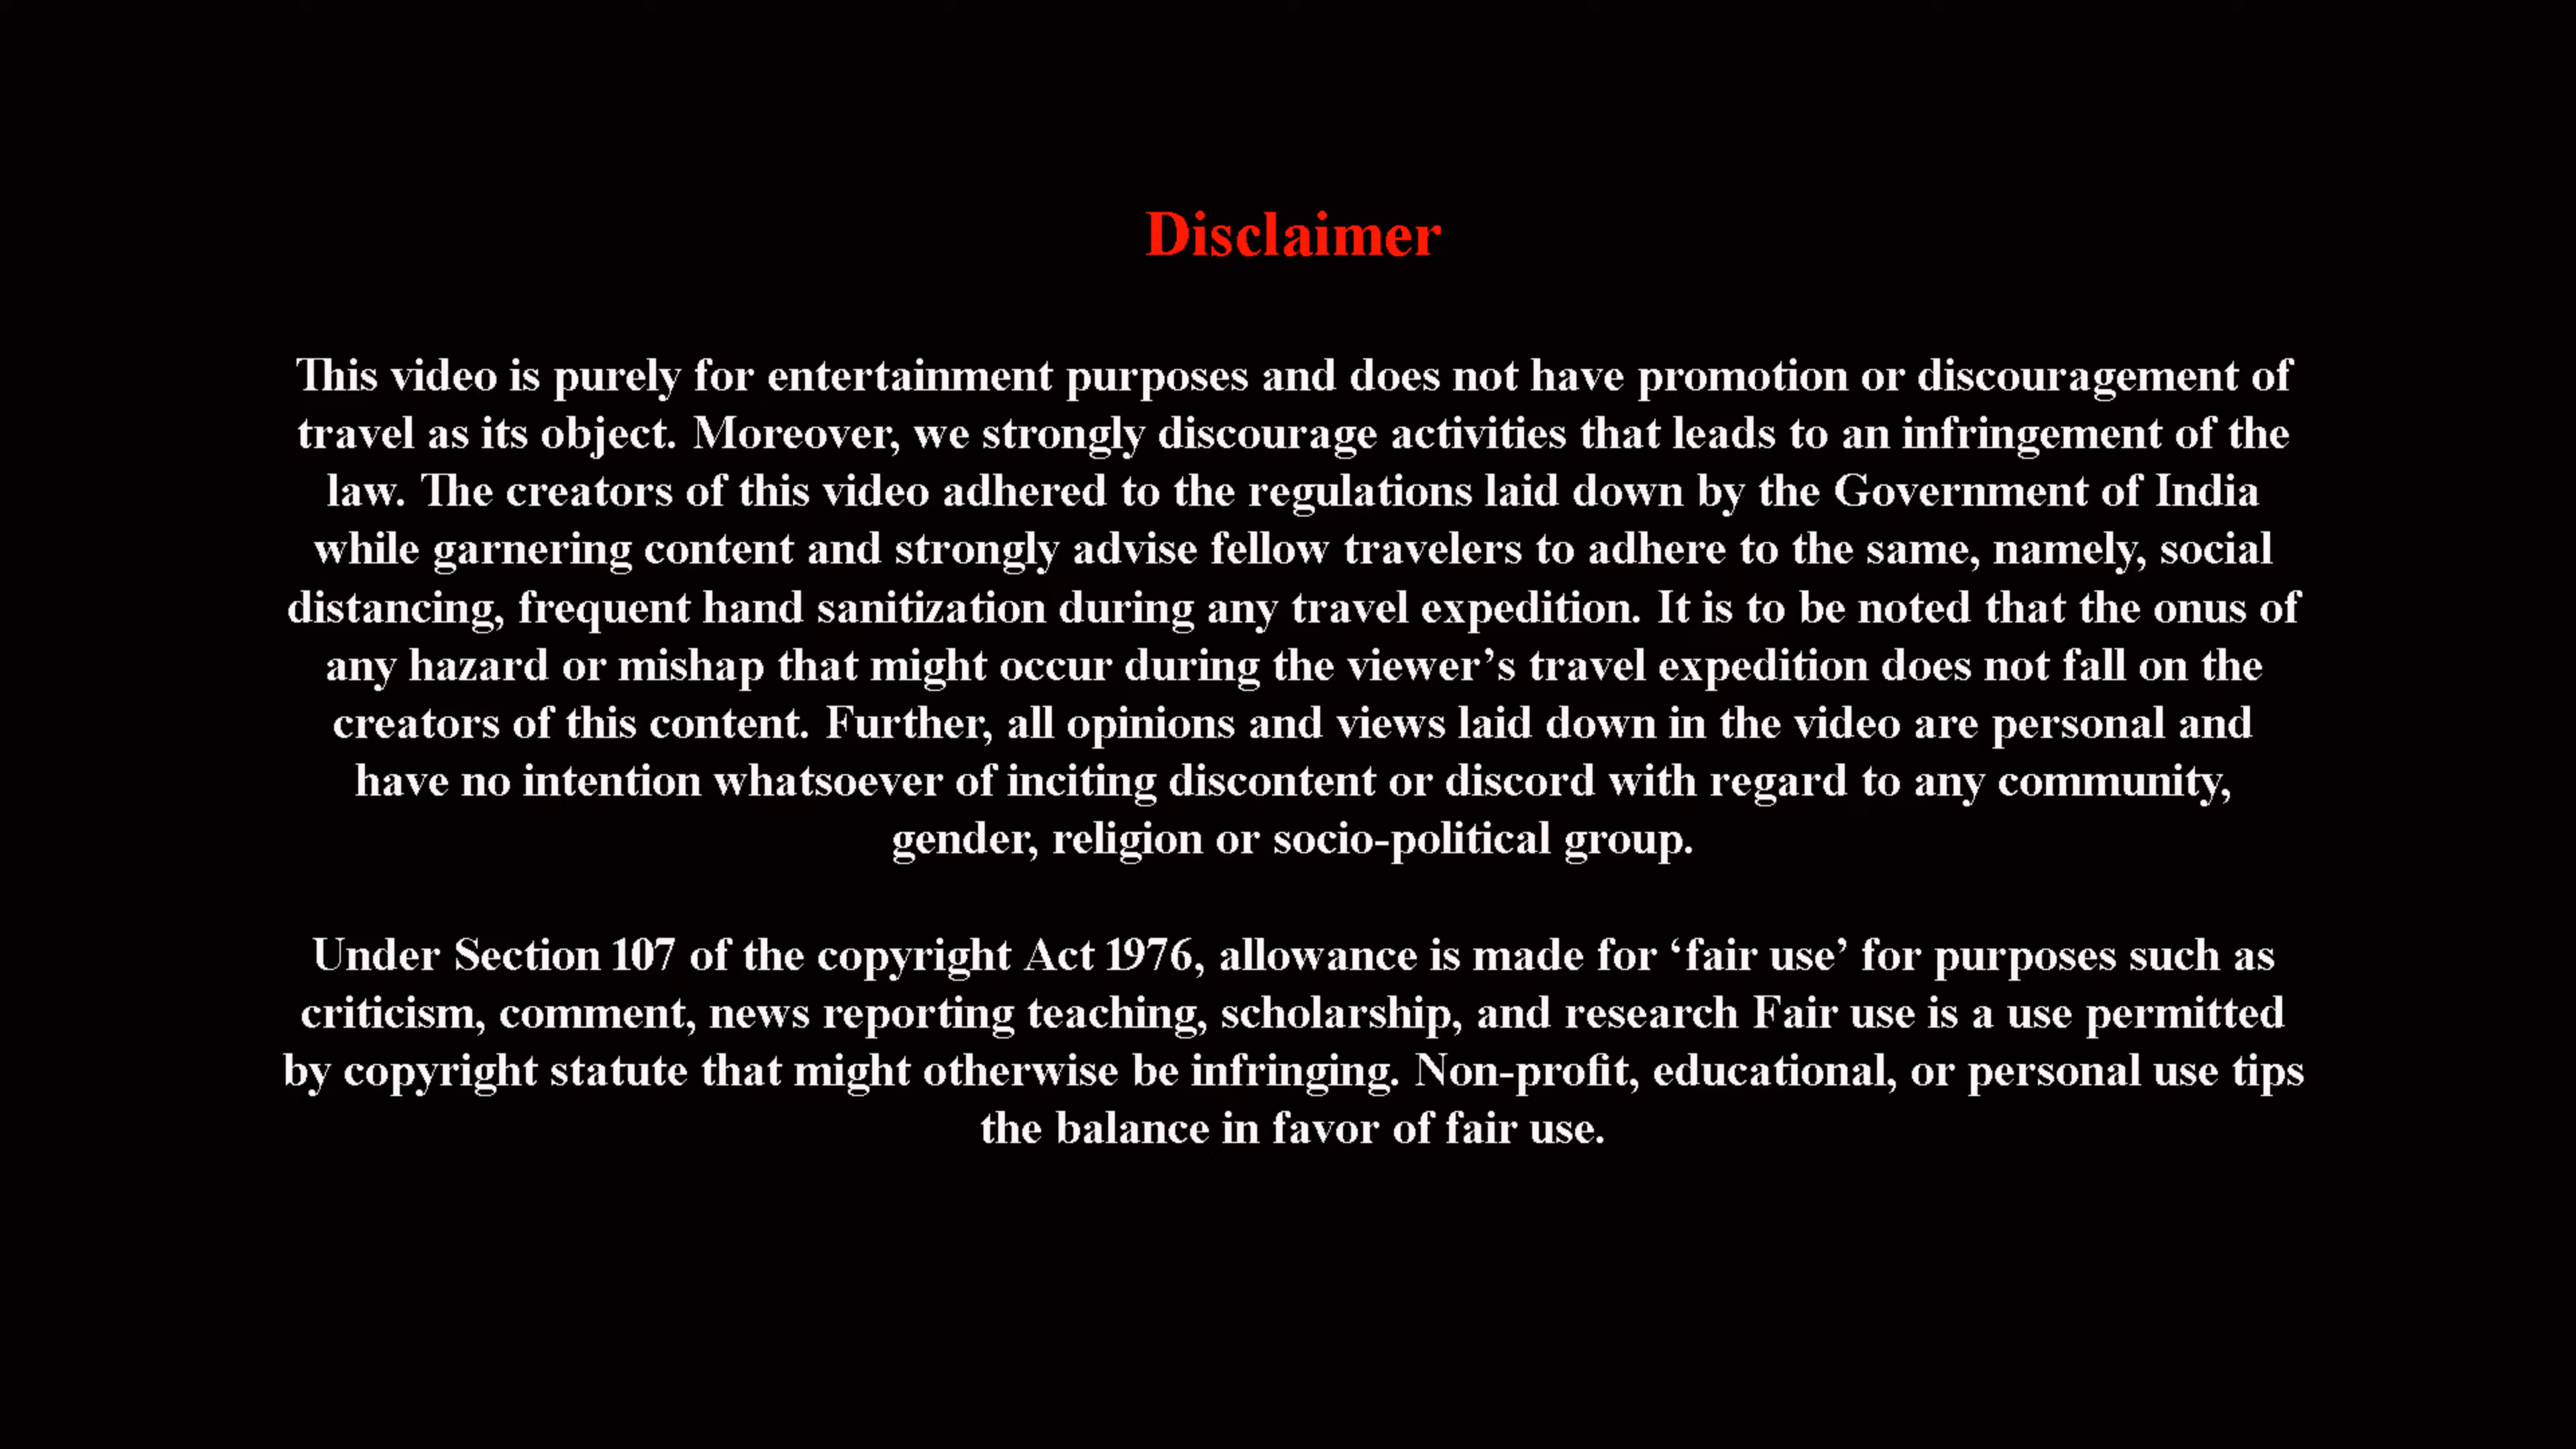 Disclaimer
This video is purely for entertainment purposes and does not have promotion or discouragement of
travel as its object. Moreover, we strongly discourage activities that leads to an infringement of the
law. The creators of this video adhered to the regulations laid down by the Government of India
while garnering content and strongly advise fellow travelers to adhere to the same, namely, social
distancing, frequent hand sanitization during any travel expedition. It is to be noted that the onus of
any hazard or mishap that might occur during the viewer’s travel expedition does not fall on the
creators of this content. Further, all opinions and views laid down in the video are personal and
have no intention whatsoever of inciting discontent or discord with regard to any community,
gender, religion or socio-political group.
Under Section 107 of the copyright Act 1976, allowance is made for ‘fair use’ for purposes such as
criticism, comment, news reporting teaching, scholarship, and research Fair use is a use permitted
by copyright statute that might otherwise be infringing. Non-profit, educational, or personal use tips
the balance in favor of fair use.